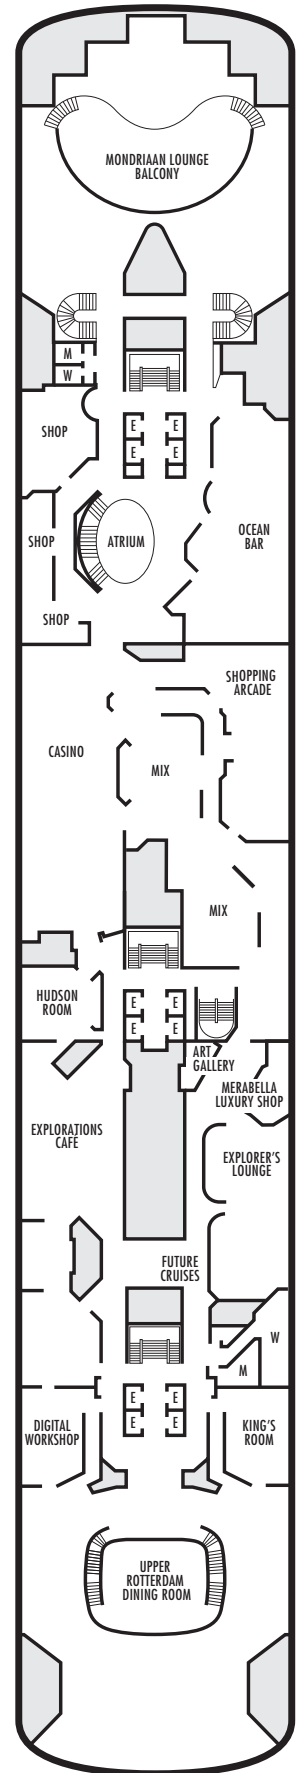 MONDRIAAN LOUNGE
BALCONY
M
W
SHOP
E
E
E
E
SHOP
ATRIUM
OCEAN
BAR
SHOP
SHOPPING
ARCADE
CASINO
MIX
MIX
HUDSON
ROOM
E
E
E
E
ART
GALLERY
MERABELLA
LUXURY SHOP
EXPLORATIONS
CAFÉ
EXPLORER'S
LOUNGE
FUTURE
CRUISES
W
M
E
E
E
E
DIGITAL
WORKSHOP
KING'S
ROOM
UPPER
ROTTERDAM
DINING ROOM